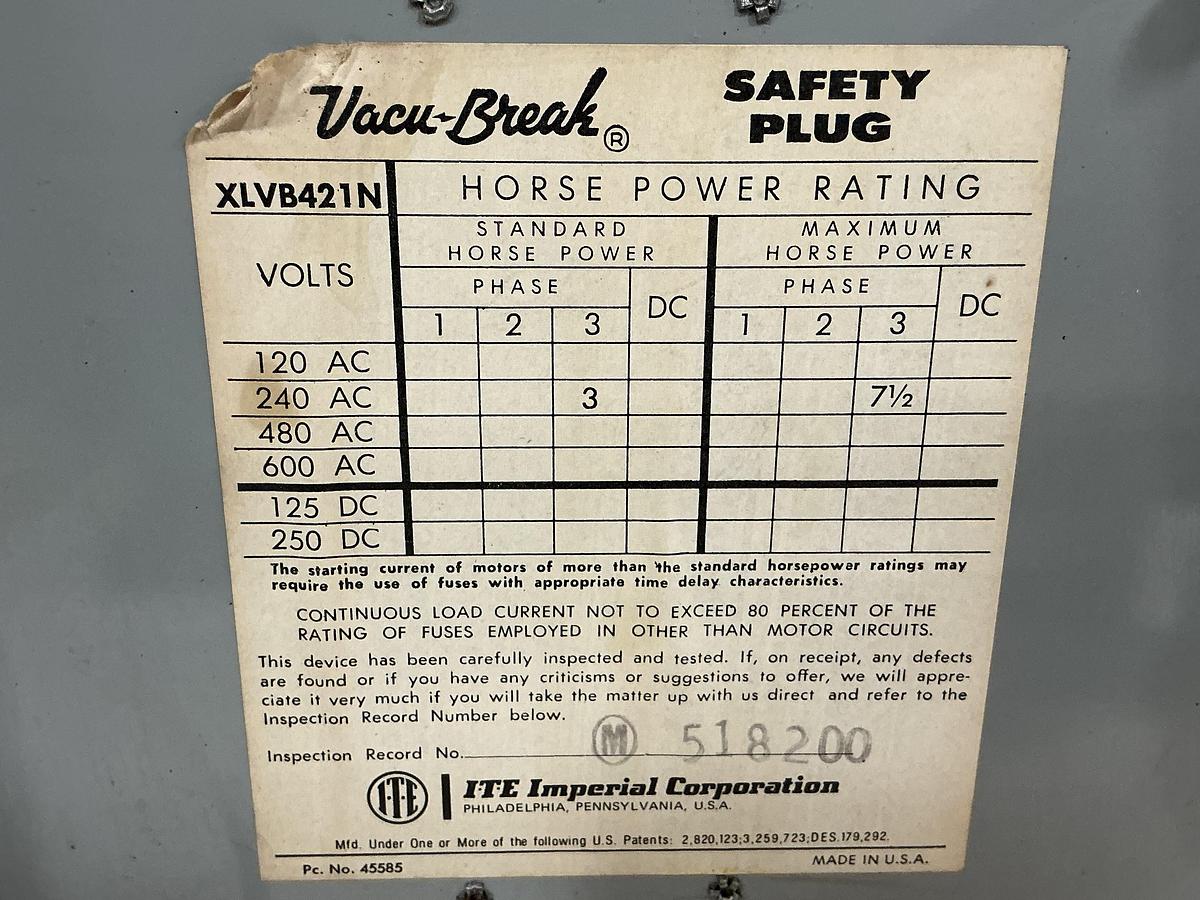 Vacu-Break® SAFETY PLUG
XLVB421N HORSE POWER RATING
VOLTS STANDARD HORSE POWER MAXIMUM HORSE POWER
PHASE DC PHASE DC
1 2 3 1 2 3
120 AC
240 AC 3 7½
480 AC
600 AC
125 DC
250 DC
The starting current of motors of more than the standard horsepower ratings may
require the use of fuses with appropriate time delay characteristics.
CONTINUOUS LOAD CURRENT NOT TO EXCEED 80 PERCENT OF THE
RATING OF FUSES EMPLOYED IN OTHER THAN MOTOR CIRCUITS.
This device has been carefully inspected and tested. If, on receipt, any defects
are found or if you have any criticisms or suggestions to offer, we will appre-
ciate it very much if you will take the matter up with us direct and refer to the
Inspection Record Number below.
Inspection Record No. M 518200
ITE ITE Imperial Corporation
PHILADELPHIA, PENNSYLVANIA, U.S.A.
Mfd. Under One or More of the following U.S. Patents: 2,820,123;3,259,723;DES.179,292.
Pc. No. 45585 MADE IN U.S.A.